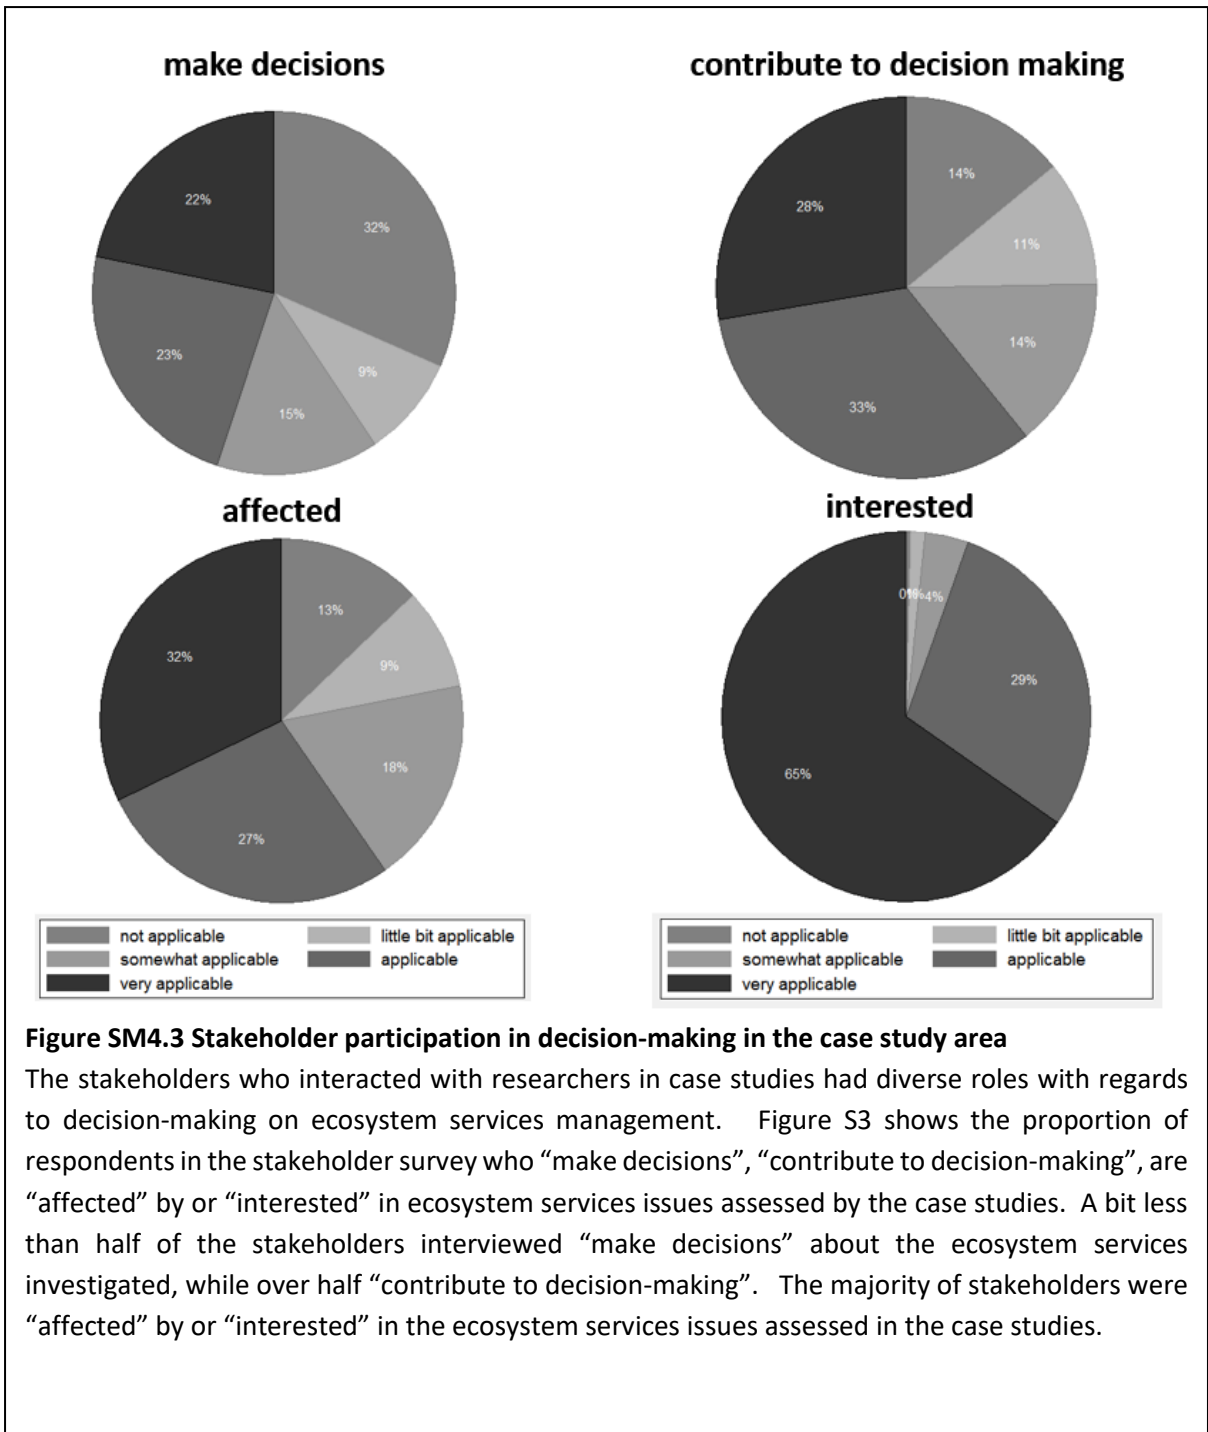 make decisions
22%
32%
23%
9%
15%
contribute to decision making
14%
28%
11%
14%
33%
affected
13%
32%
9%
18%
27%
interested
4%
29%
65%
not applicable
little bit applicable
somewhat applicable
applicable
very applicable
not applicable
little bit applicable
somewhat applicable
applicable
very applicable
Figure SM4.3 Stakeholder participation in decision-making in the case study area
The stakeholders who interacted with researchers in case studies had diverse roles with regards
to decision-making on ecosystem services management. Figure S3 shows the proportion of
respondents in the stakeholder survey who “make decisions”, “contribute to decision-making”, are
“affected” by or “interested” in ecosystem services issues assessed by the case studies. A bit less
than half of the stakeholders interviewed “make decisions” about the ecosystem services
investigated, while over half “contribute to decision-making”. The majority of stakeholders were
“affected” by or “interested” in the ecosystem services issues assessed in the case studies.